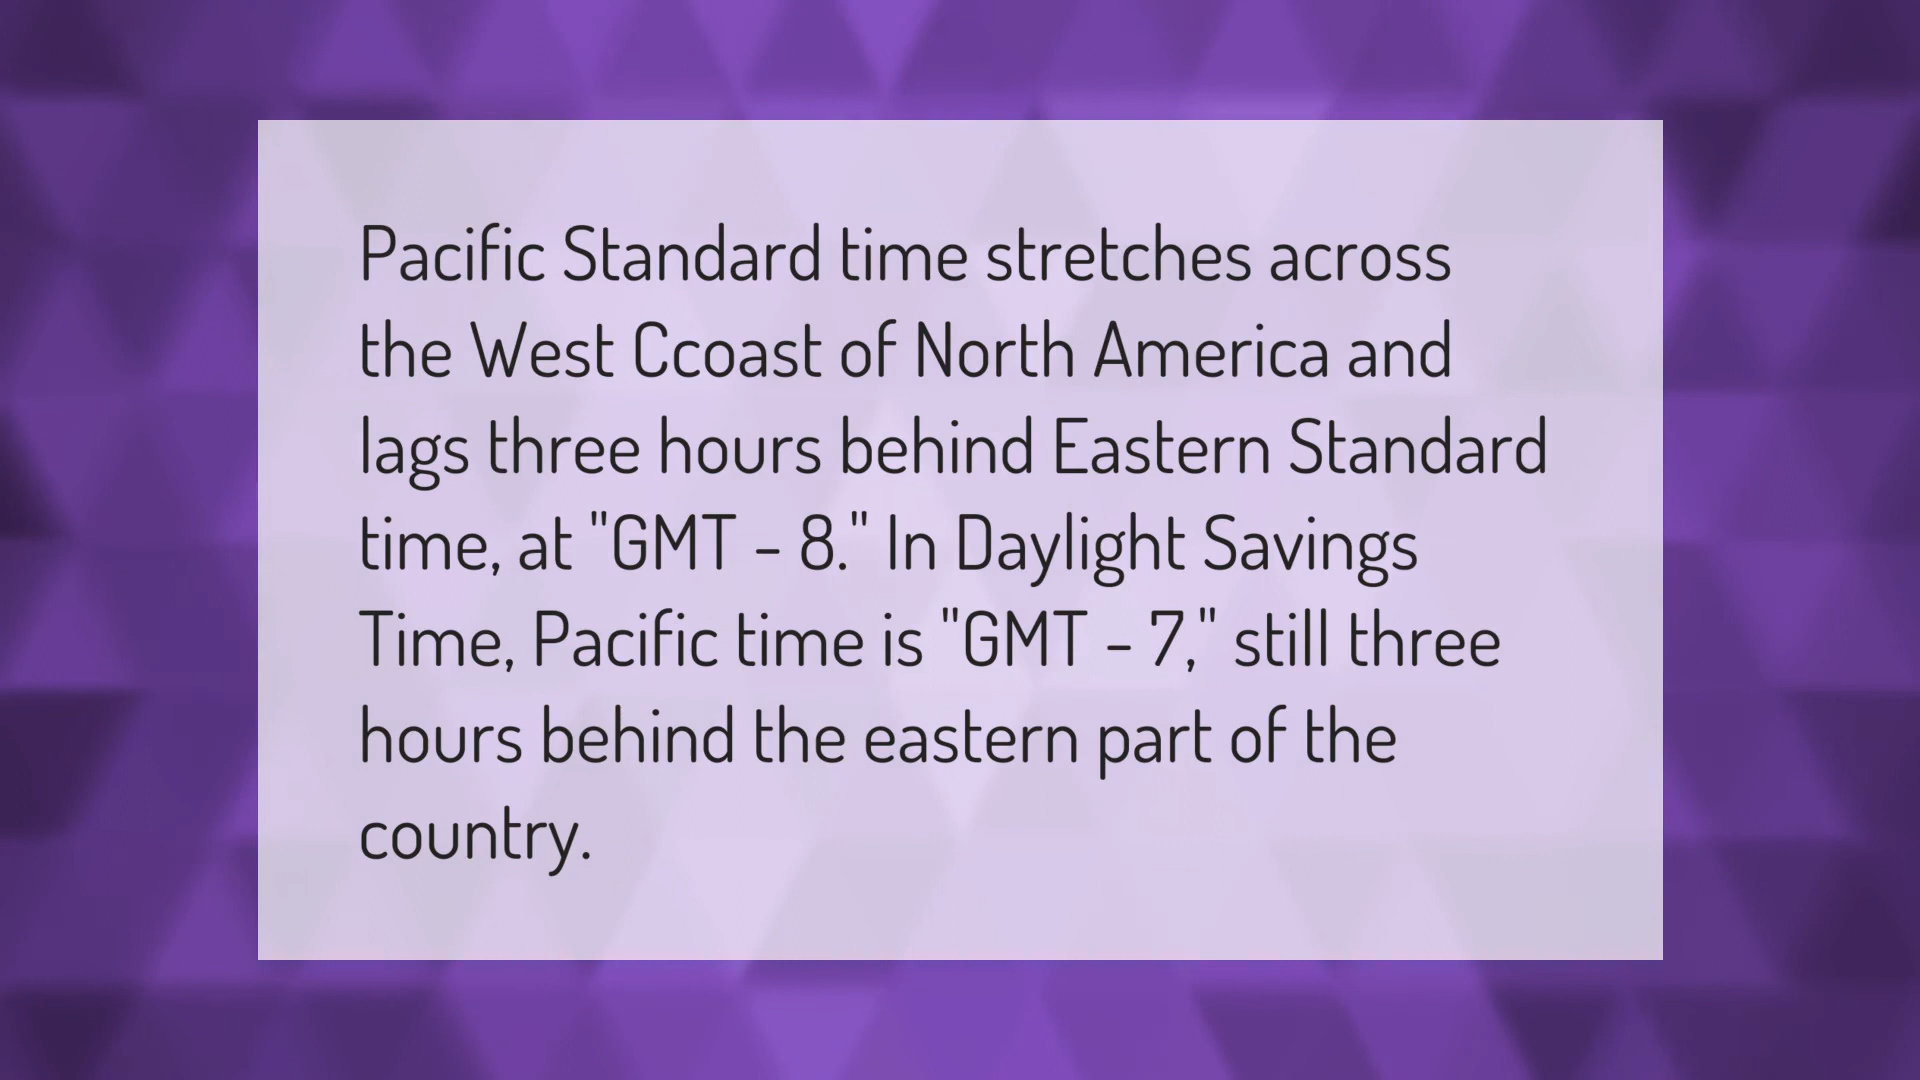 Pacific Standard time stretches across
the West Ccoast of North America and
lags three hours behind Eastern Standard
time, at "GMT - 8." In Daylight Savings
Time, Pacific time is "GMT - 7," still three
hours behind the eastern part of the
country.